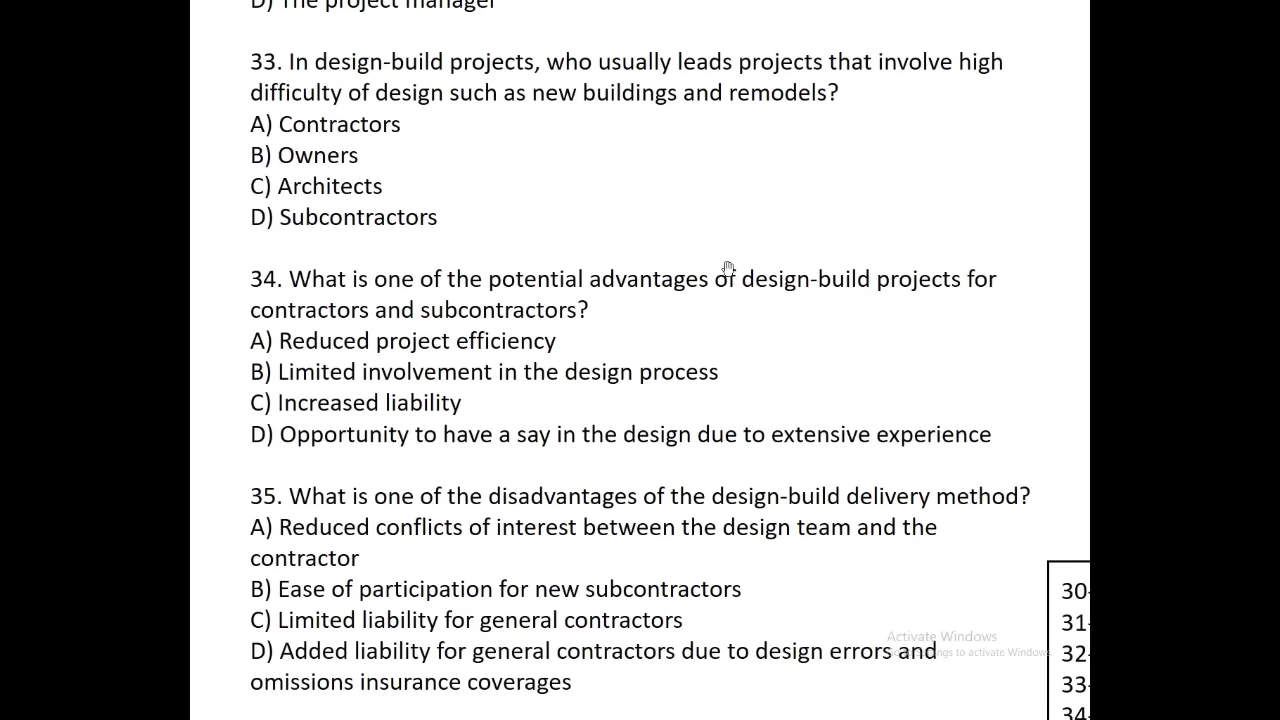 D) The project manager
33. In design-build projects, who usually leads projects that involve high
difficulty of design such as new buildings and remodels?
A) Contractors
B) Owners
C) Architects
D) Subcontractors
34. What is one of the potential advantages of design-build projects for
contractors and subcontractors?
A) Reduced project efficiency
B) Limited involvement in the design process
C) Increased liability
D) Opportunity to have a say in the design due to extensive experience
35. What is one of the disadvantages of the design-build delivery method?
A) Reduced conflicts of interest between the design team and the
contractor
B) Ease of participation for new subcontractors
C) Limited liability for general contractors
D) Added liability for general contractors due to design errors and
omissions insurance coverages
30-
31-
32-
33-
34-
Activate Windows
to activate Windows.